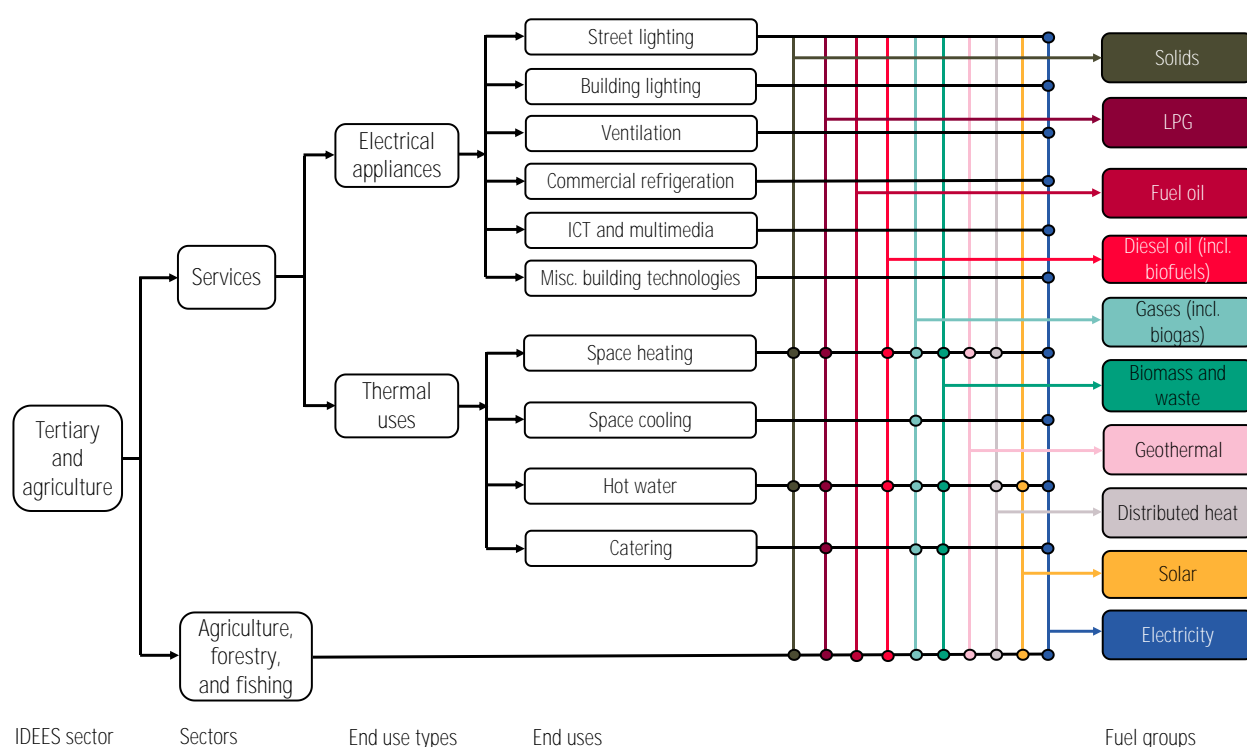 Street lighting
Solids
Building lighting
LPG
Electrical
appliances
Ventilation
Commercial refrigeration
Fuel oil
ICT and multimedia
Diesel oil (incl.
biofuels)
Services
Misc. building technologies
Gases (incl.
biogas)
Space heating
Biomass and
waste
Thermal
uses
Space cooling
Tertiary
and
agriculture
Geothermal
Hot water
Distributed heat
Catering
Solar
Agriculture,
forestry,
and fishing
Electricity
IDEES sector
Sectors
End use types
End uses
Fuel groups